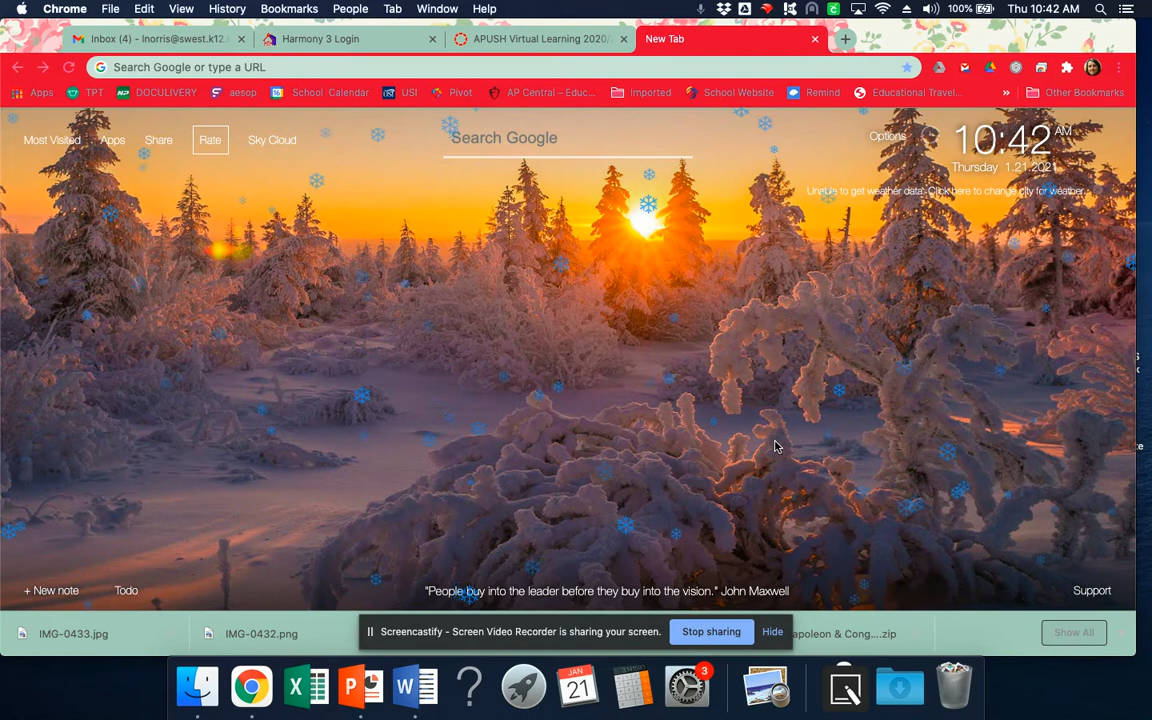 Chrome File Edit View History Bookmarks People Tab Window Help 100% Thu 10:42 AM
Inbox (4) - lnorris@swest.k12. Harmony 3 Login APUSH Virtual Learning 2020/ New Tab
Search Google or type a URL
Apps TPT DOCULIVERY aesop School Calendar USI Pivot AP Central – Educ... Imported School Website Remind Educational Travel... » Other Bookmarks
Most Visited Apps Share Rate Sky Cloud Search Google Options 10:42 AM
Thursday 1.21.2021
Unable to get weather data. Click here to change city for weather.
+ New note Todo "People buy into the leader before they buy into the vision." John Maxwell Support
IMG-0433.jpg IMG-0432.png Screencastify - Screen Video Recorder is sharing your screen. Stop sharing Hide apoleon & Cong....zip Show All
JAN
21
3